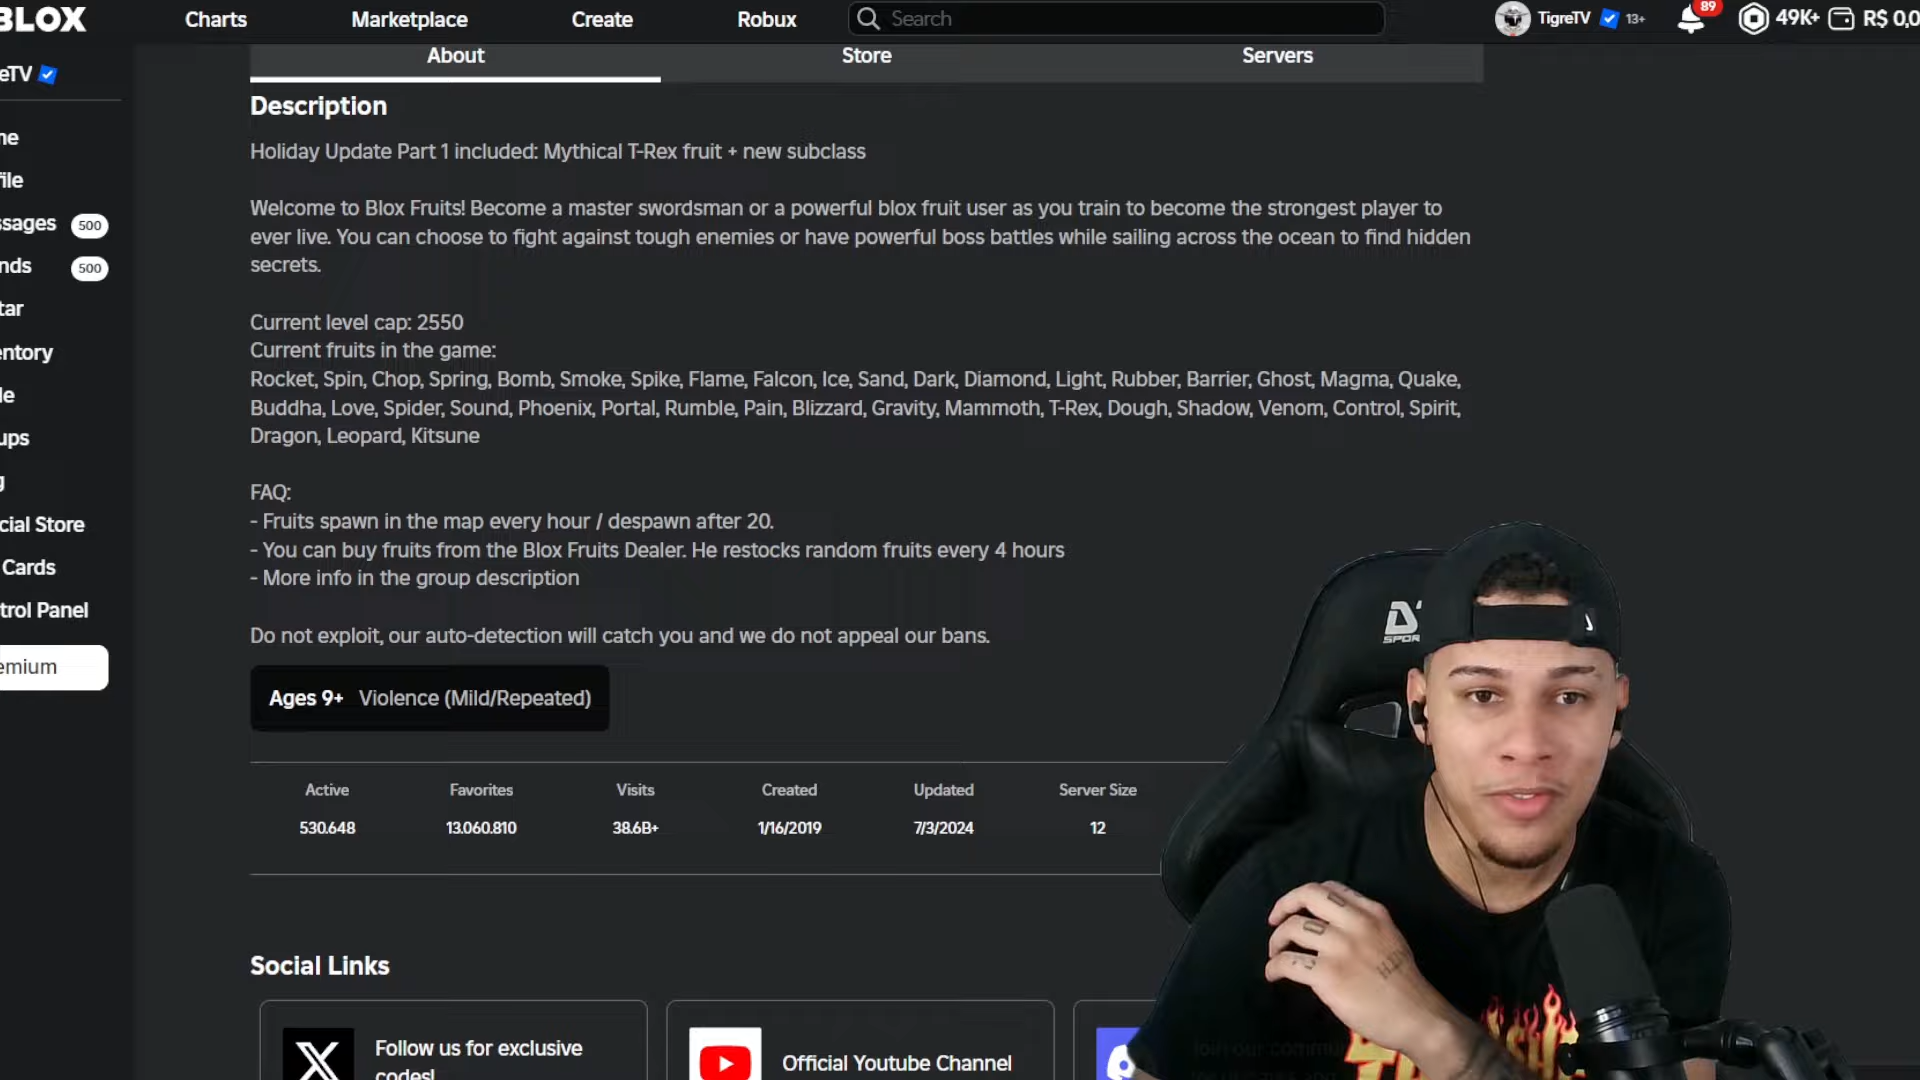 BLOX
Charts
Marketplace
Create
Robux
Search
TigreTV
13+
89
49K+
R$ 0,0
eTV
About
Store
Servers
Description
Holiday Update Part 1 included: Mythical T-Rex fruit + new subclass
Welcome to Blox Fruits! Become a master swordsman or a powerful blox fruit user as you train to become the strongest player to
ever live. You can choose to fight against tough enemies or have powerful boss battles while sailing across the ocean to find hidden
secrets.
Current level cap: 2550
Current fruits in the game:
Rocket, Spin, Chop, Spring, Bomb, Smoke, Spike, Flame, Falcon, Ice, Sand, Dark, Diamond, Light, Rubber, Barrier, Ghost, Magma, Quake,
Buddha, Love, Spider, Sound, Phoenix, Portal, Rumble, Pain, Blizzard, Gravity, Mammoth, T-Rex, Dough, Shadow, Venom, Control, Spirit,
Dragon, Leopard, Kitsune
FAQ:
- Fruits spawn in the map every hour / despawn after 20.
- You can buy fruits from the Blox Fruits Dealer. He restocks random fruits every 4 hours
- More info in the group description
Do not exploit, our auto-detection will catch you and we do not appeal our bans.
Ages 9+ Violence (Mild/Repeated)
Active
Favorites
Visits
Created
Updated
Server Size
530.648
13.060.810
38.6B+
1/16/2019
7/3/2024
12
Social Links
Follow us for exclusive
codes!
Official Youtube Channel
me
file
ssages
500
nds
500
tar
entory
de
ups
g
cial Store
Cards
trol Panel
emium
SPOR